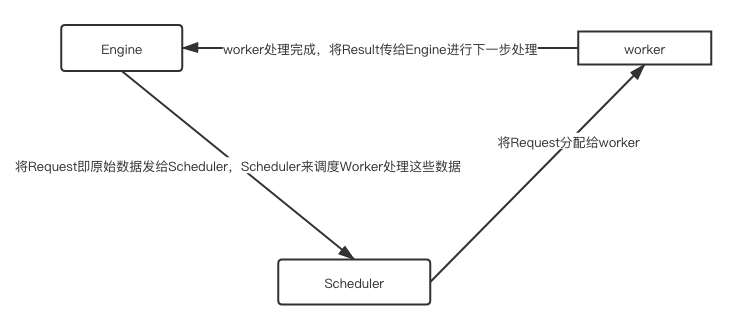 Engine
worker处理完成，将Result传给Engine进行下一步处理
worker
将Request分配给worker
将Request即原始数据发给Scheduler，Scheduler来调度Worker处理这些数据
Scheduler